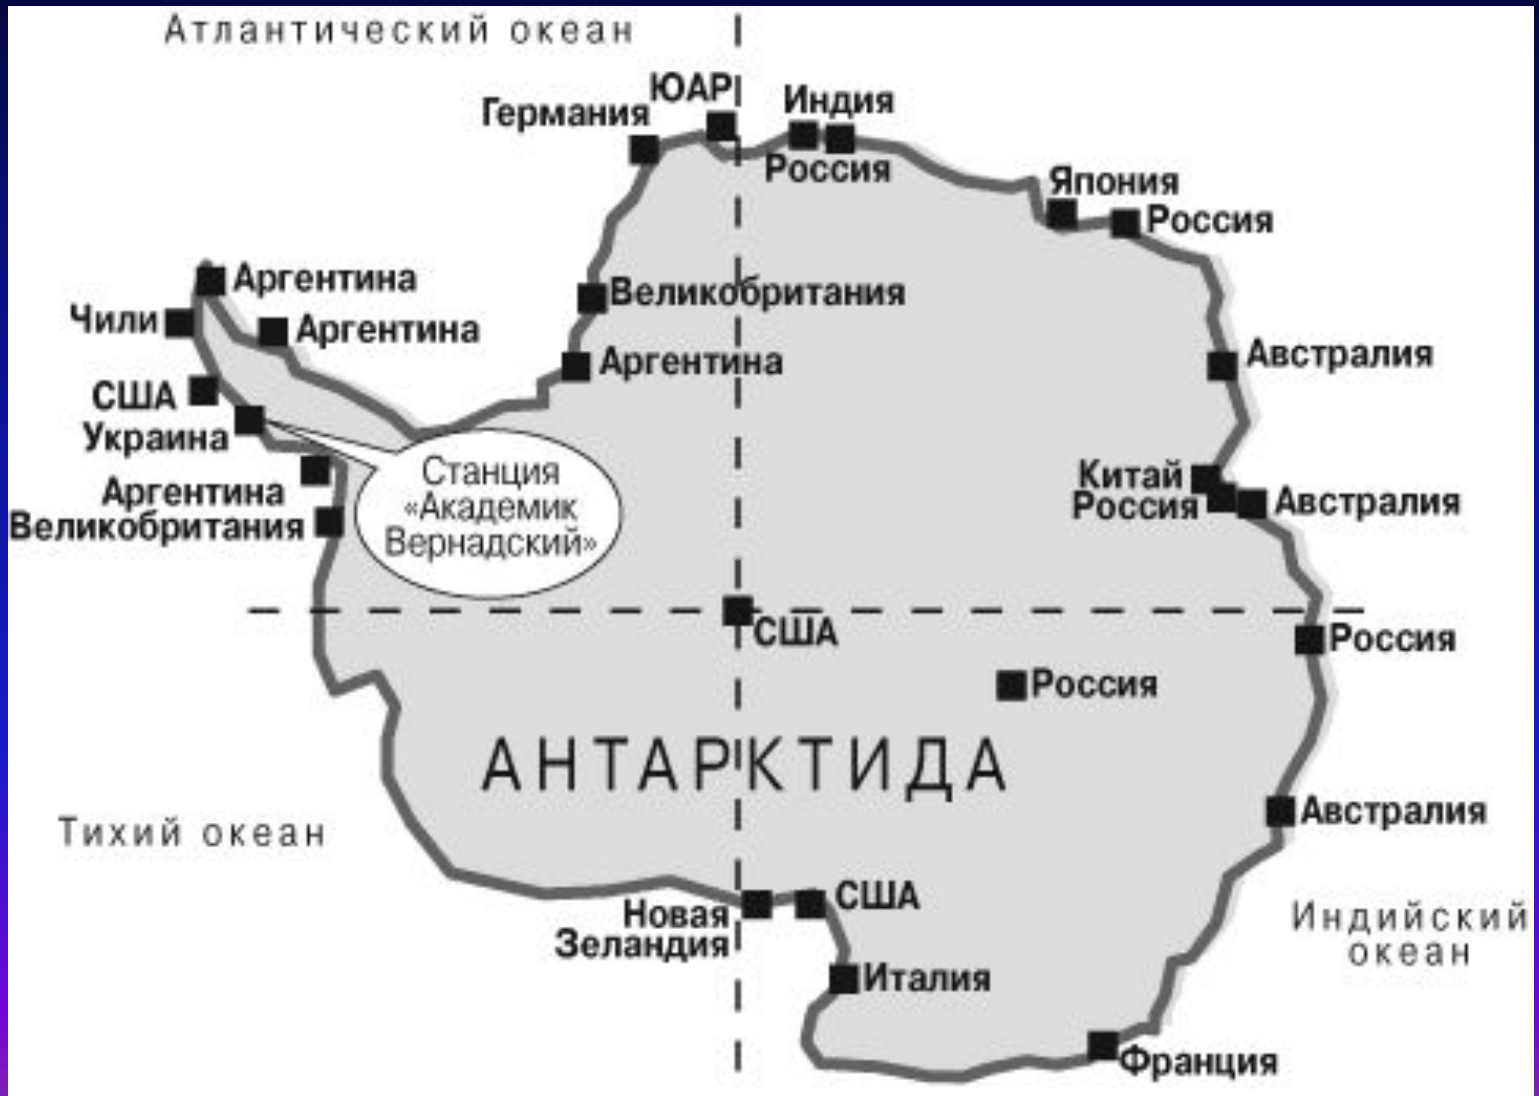 Атлантический океан
ЮАР
Германия
Индия
Россия
Япония
Россия
Аргентина
Чили
Аргентина
Великобритания
Аргентина
Австралия
США
Украина
Станция
«Академик
Вернадский»
Аргентина
Великобритания
Китай
Россия
Австралия
США
Россия
Россия
АНТАРКТИДА
Тихий океан
Австралия
Новая
Зеландия
США
Индийский
океан
Италия
Франция